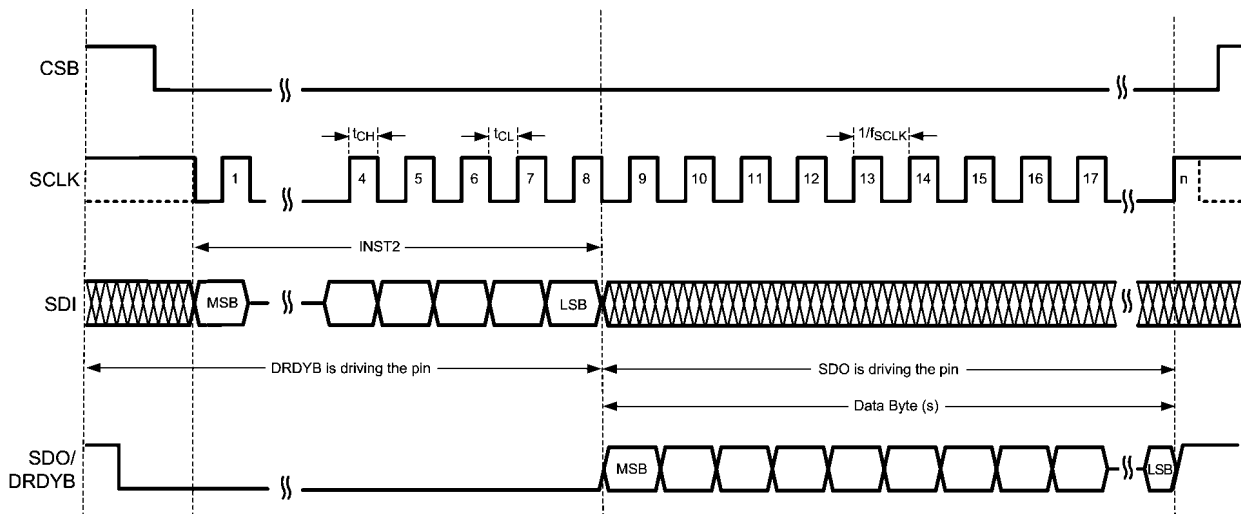 CSB
tCH
tCL
1/fSCLK
SCLK
1
4
5
6
7
8
9
10
11
12
13
14
15
16
17
n
INST2
SDI
MSB
LSB
DRDYB is driving the pin
SDO is driving the pin
Data Byte (s)
SDO/
DRDYB
MSB
LSB